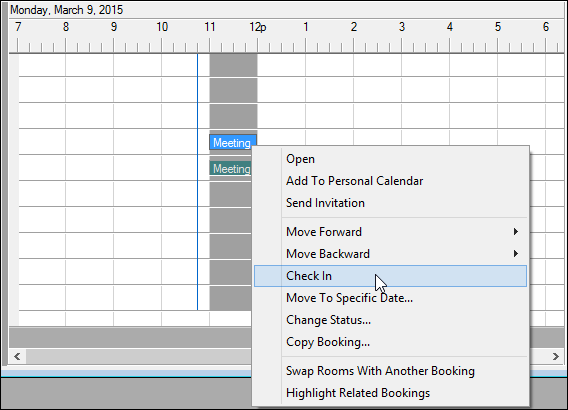 Monday, March 9, 2015
7 8 9 10 11 12p 1 2 3 4 5 6
Meeting
Meeting
Open
Add To Personal Calendar
Send Invitation
Move Forward
Move Backward
Check In
Move To Specific Date...
Change Status...
Copy Booking...
Swap Rooms With Another Booking
Highlight Related Bookings